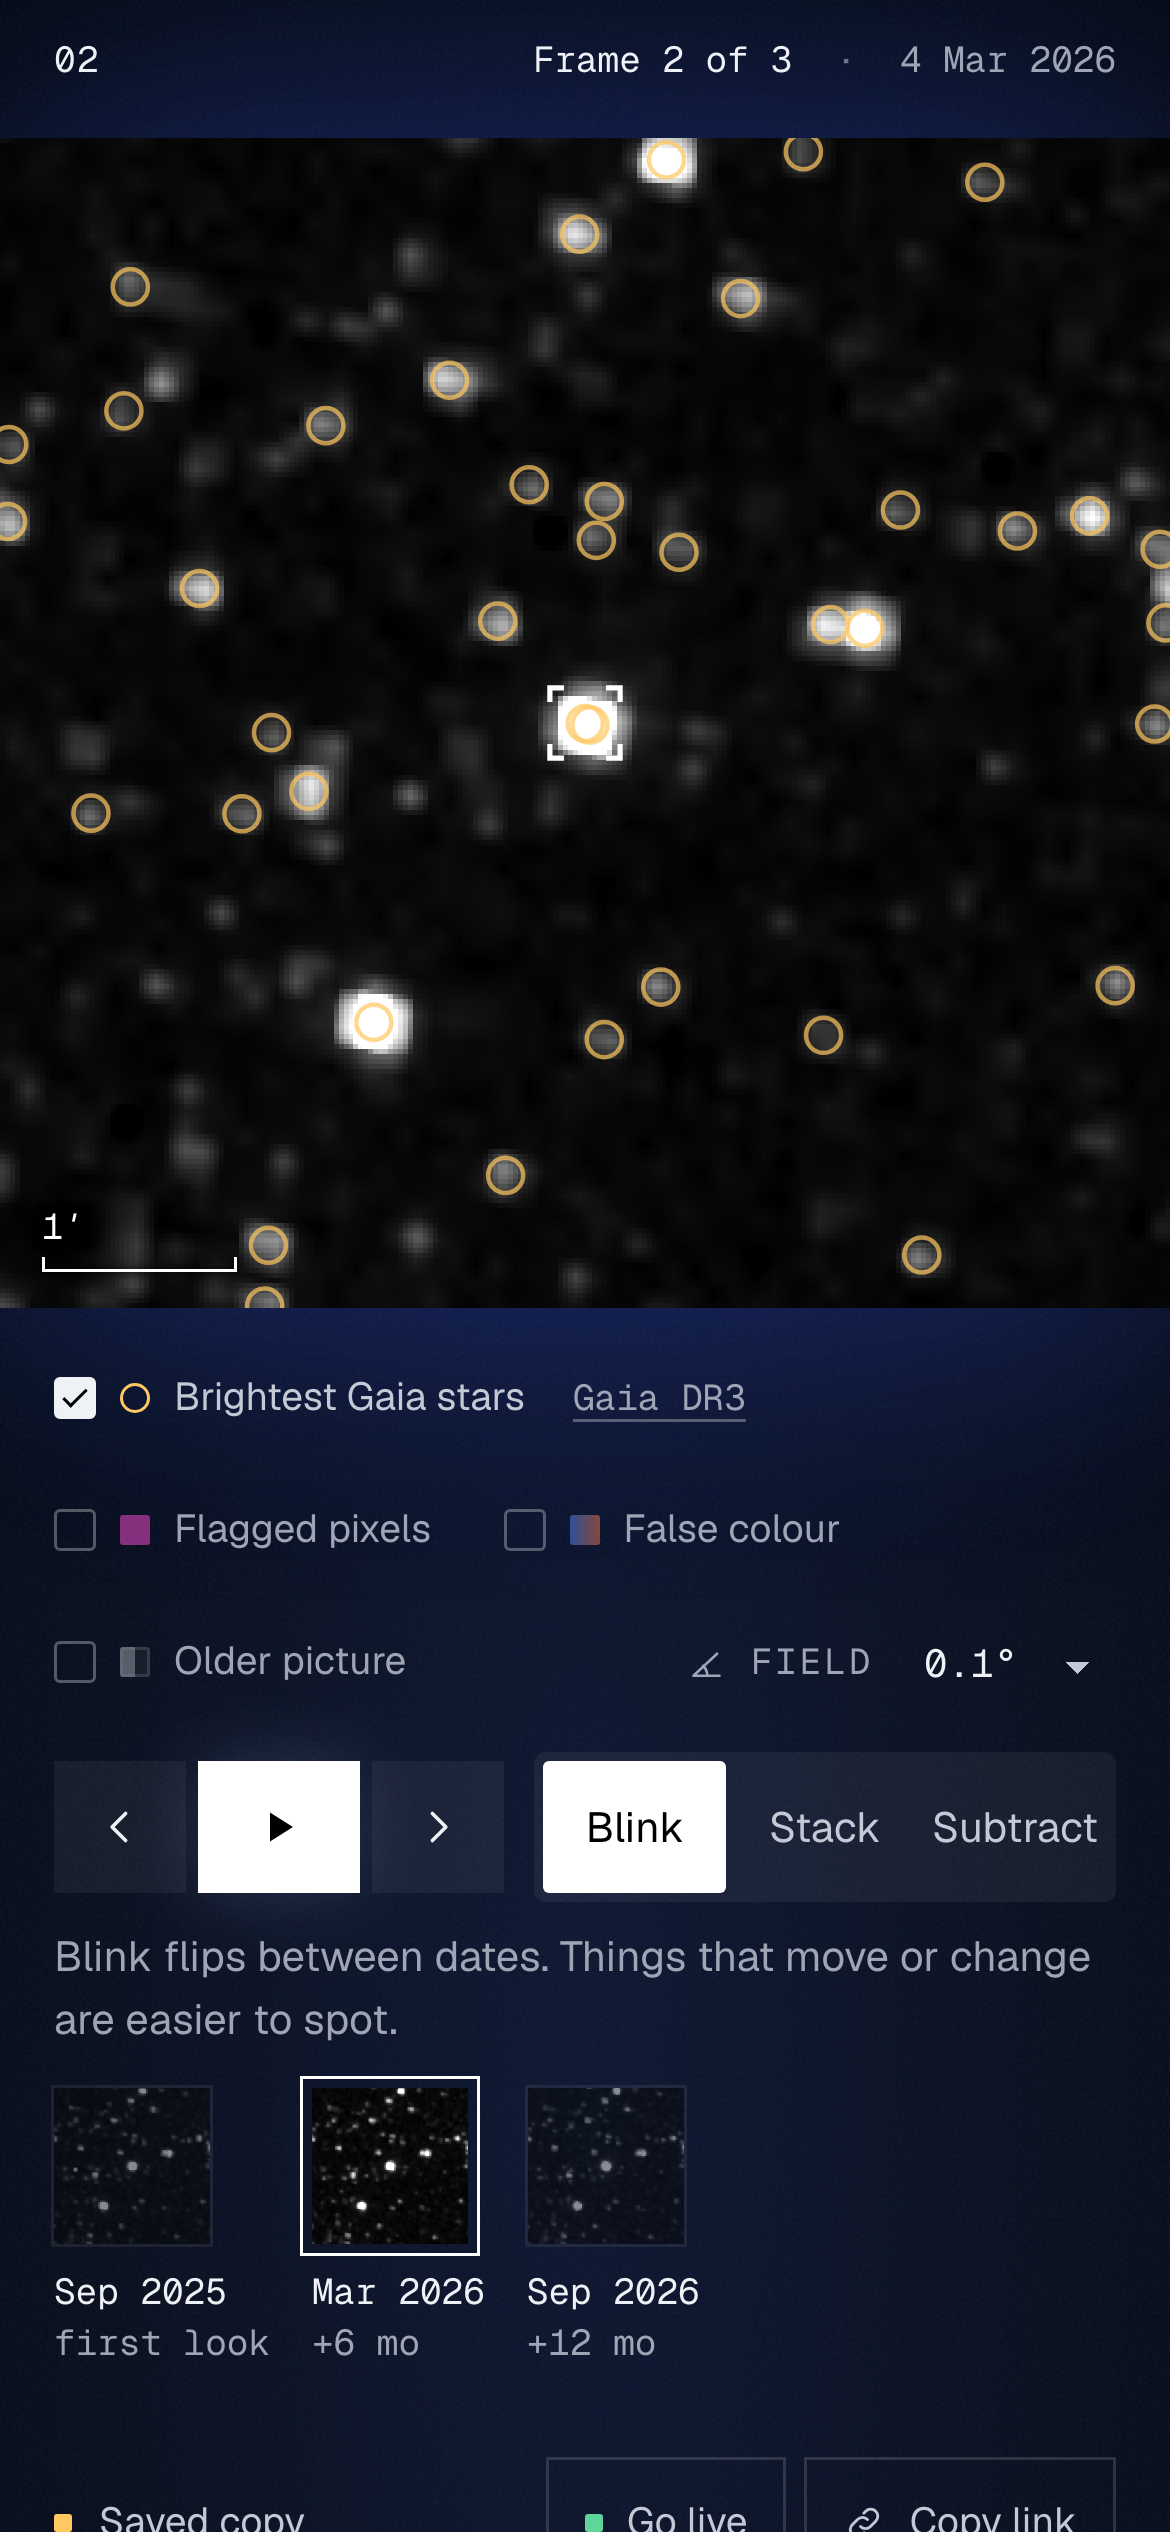 02
Frame 2 of 3 · 4 Mar 2026
1′
Brightest Gaia stars Gaia DR3
Flagged pixels False colour
Older picture FIELD 0.1°
Blink Stack Subtract
Blink flips between dates. Things that move or change
are easier to spot.
Sep 2025 Mar 2026 Sep 2026
first look +6 mo +12 mo
Saved copy Go live Copy link